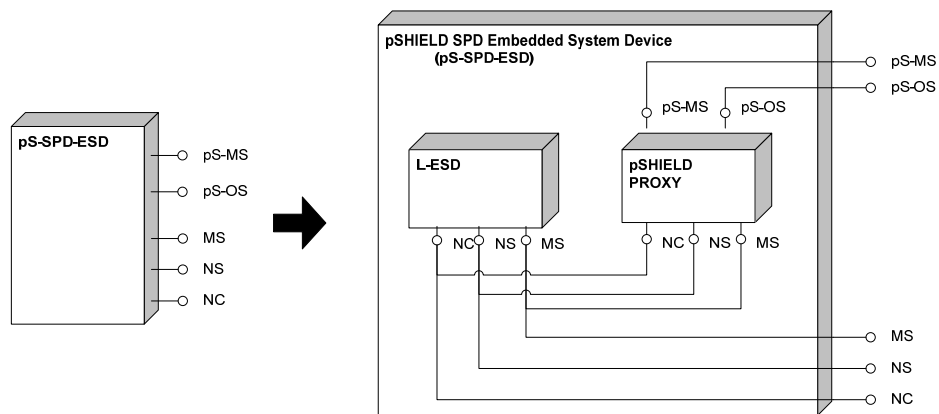 pS-SPD-ESD
pS-MS
pS-OS
MS
NS
NC
pSHIELD SPD Embedded System Device
(pS-SPD-ESD)
pS-MS
pS-OS
pS-MS
pS-OS
L-ESD
pSHIELD
PROXY
NC
NS
MS
NC
NS
MS
MS
NS
NC